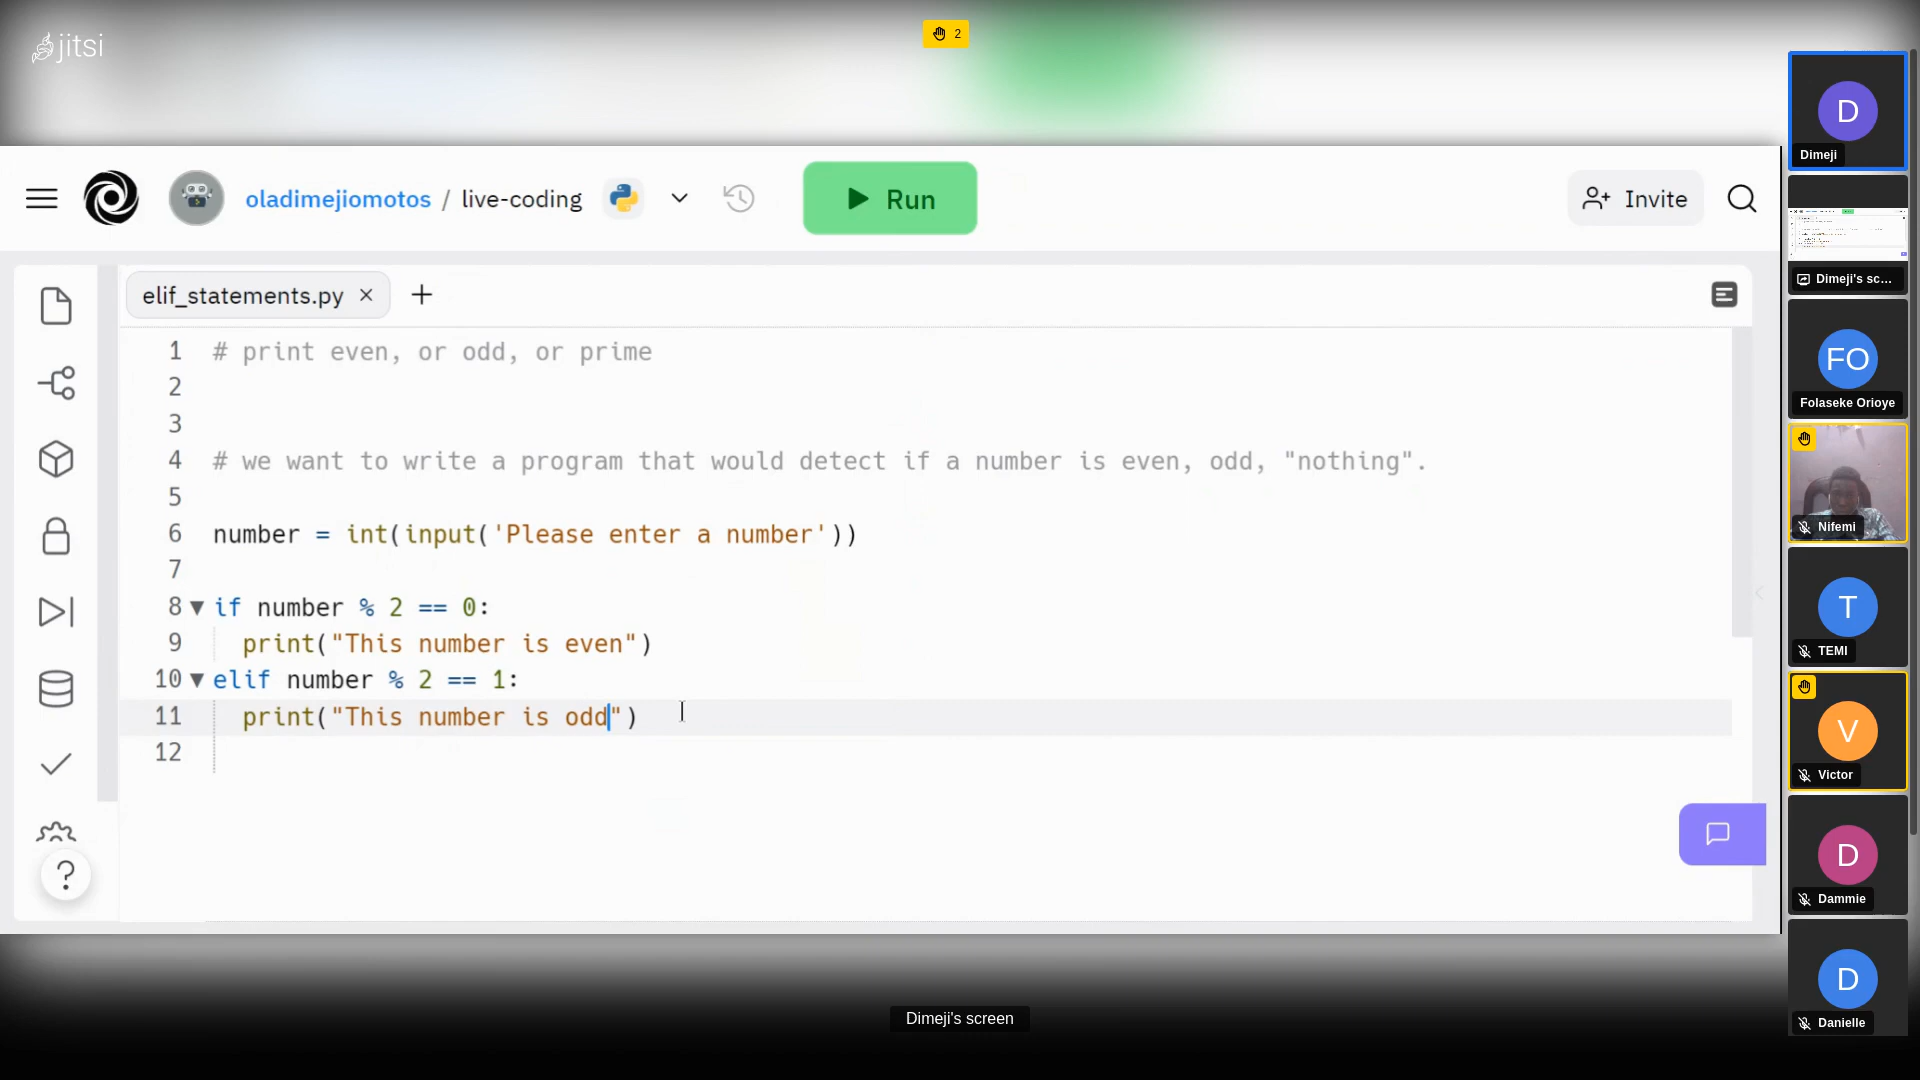 jitsi
2
oladimejiomotos / live-coding
Run
Invite
elif_statements.py
1 # print even, or odd, or prime
2
3
4 # we want to write a program that would detect if a number is even, odd, "nothing".
5
6 number = int(input('Please enter a number'))
7
8 if number % 2 == 0:
9 print("This number is even")
10 elif number % 2 == 1:
11 print("This number is odd")
12
?
Dimeji's screen
D
Dimeji
Dimeji's sc...
FO
Folaseke Orioye
Nifemi
T
TEMI
V
Victor
D
Dammie
D
Danielle